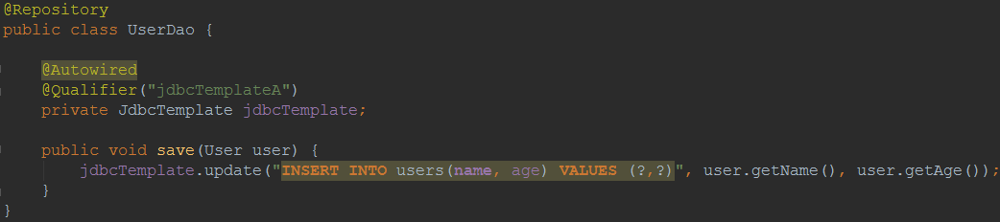 @Repository
public class UserDao {
@Autowired
@Qualifier("jdbcTemplateA")
private JdbcTemplate jdbcTemplate;
public void save(User user) {
jdbcTemplate.update("INSERT INTO users(name, age) VALUES (?,?)", user.getName(), user.getAge());
}
}